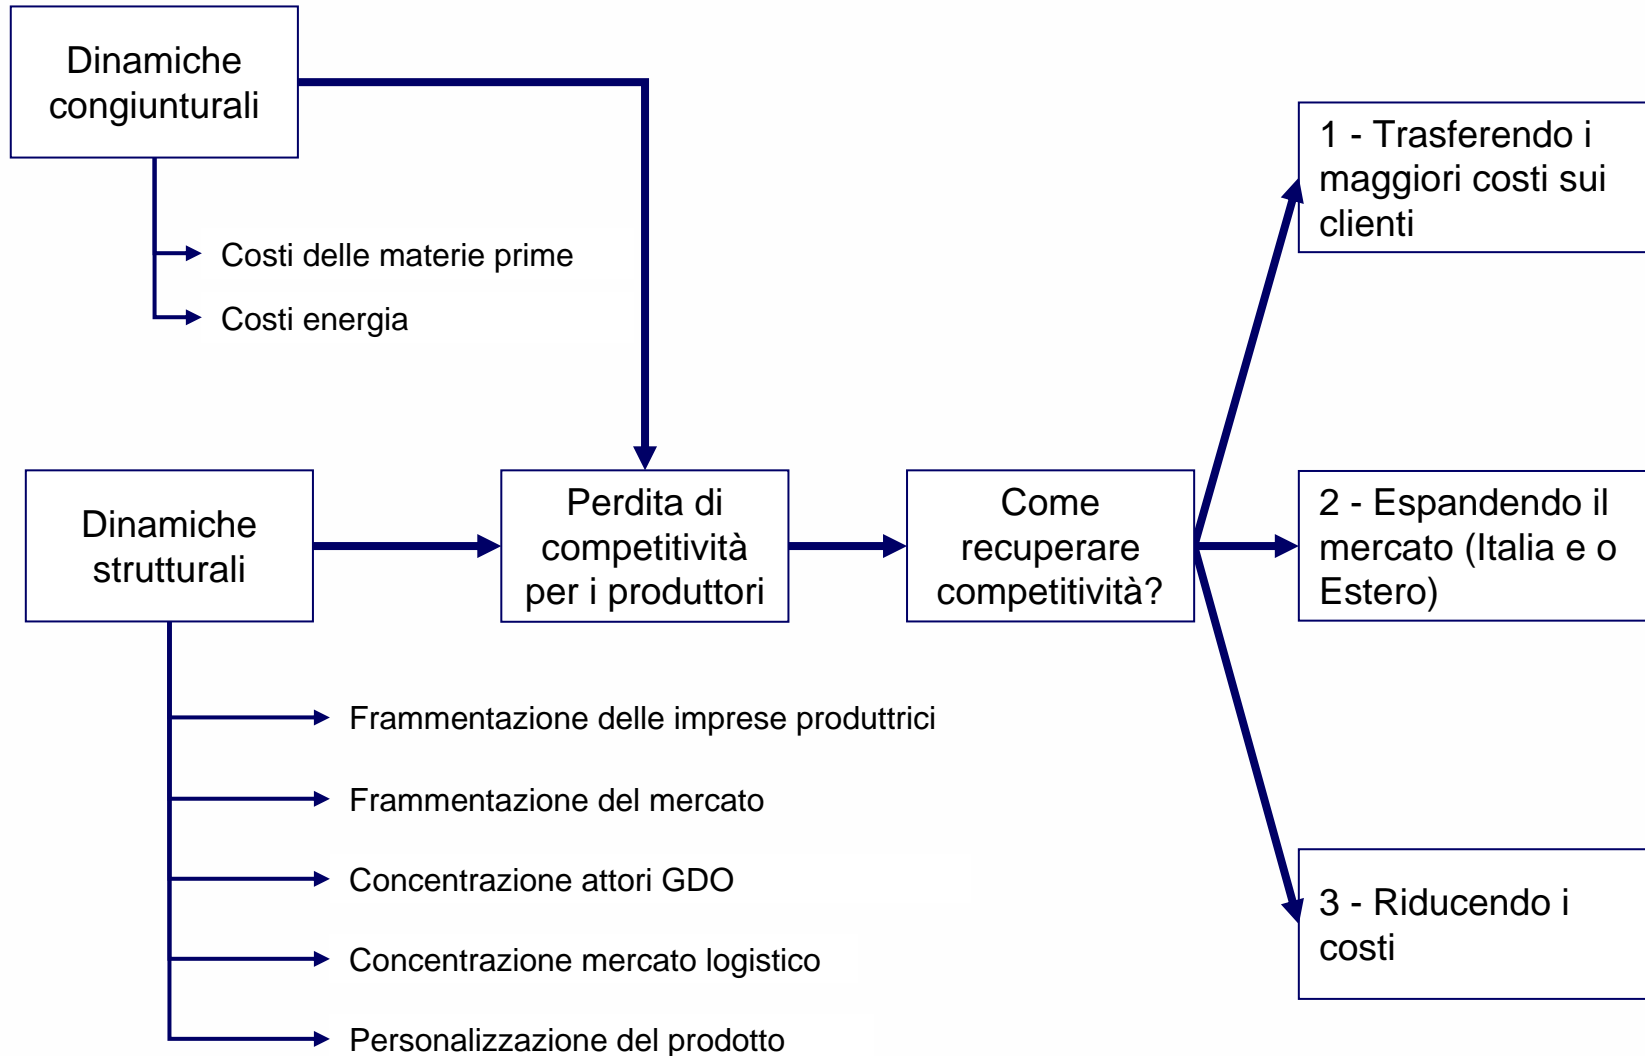 Dinamiche
congiunturali
Costi delle materie prime
Costi energia
Dinamiche
strutturali
Frammentazione delle imprese produttrici
Frammentazione del mercato
Concentrazione attori GDO
Concentrazione mercato logistico
Personalizzazione del prodotto
Perdita di
competitività
per i produttori
Come
recuperare
competitività?
1 - Trasferendo i
maggiori costi sui
clienti
2 - Espandendo il
mercato (Italia e o
Estero)
3 - Riducendo i
costi